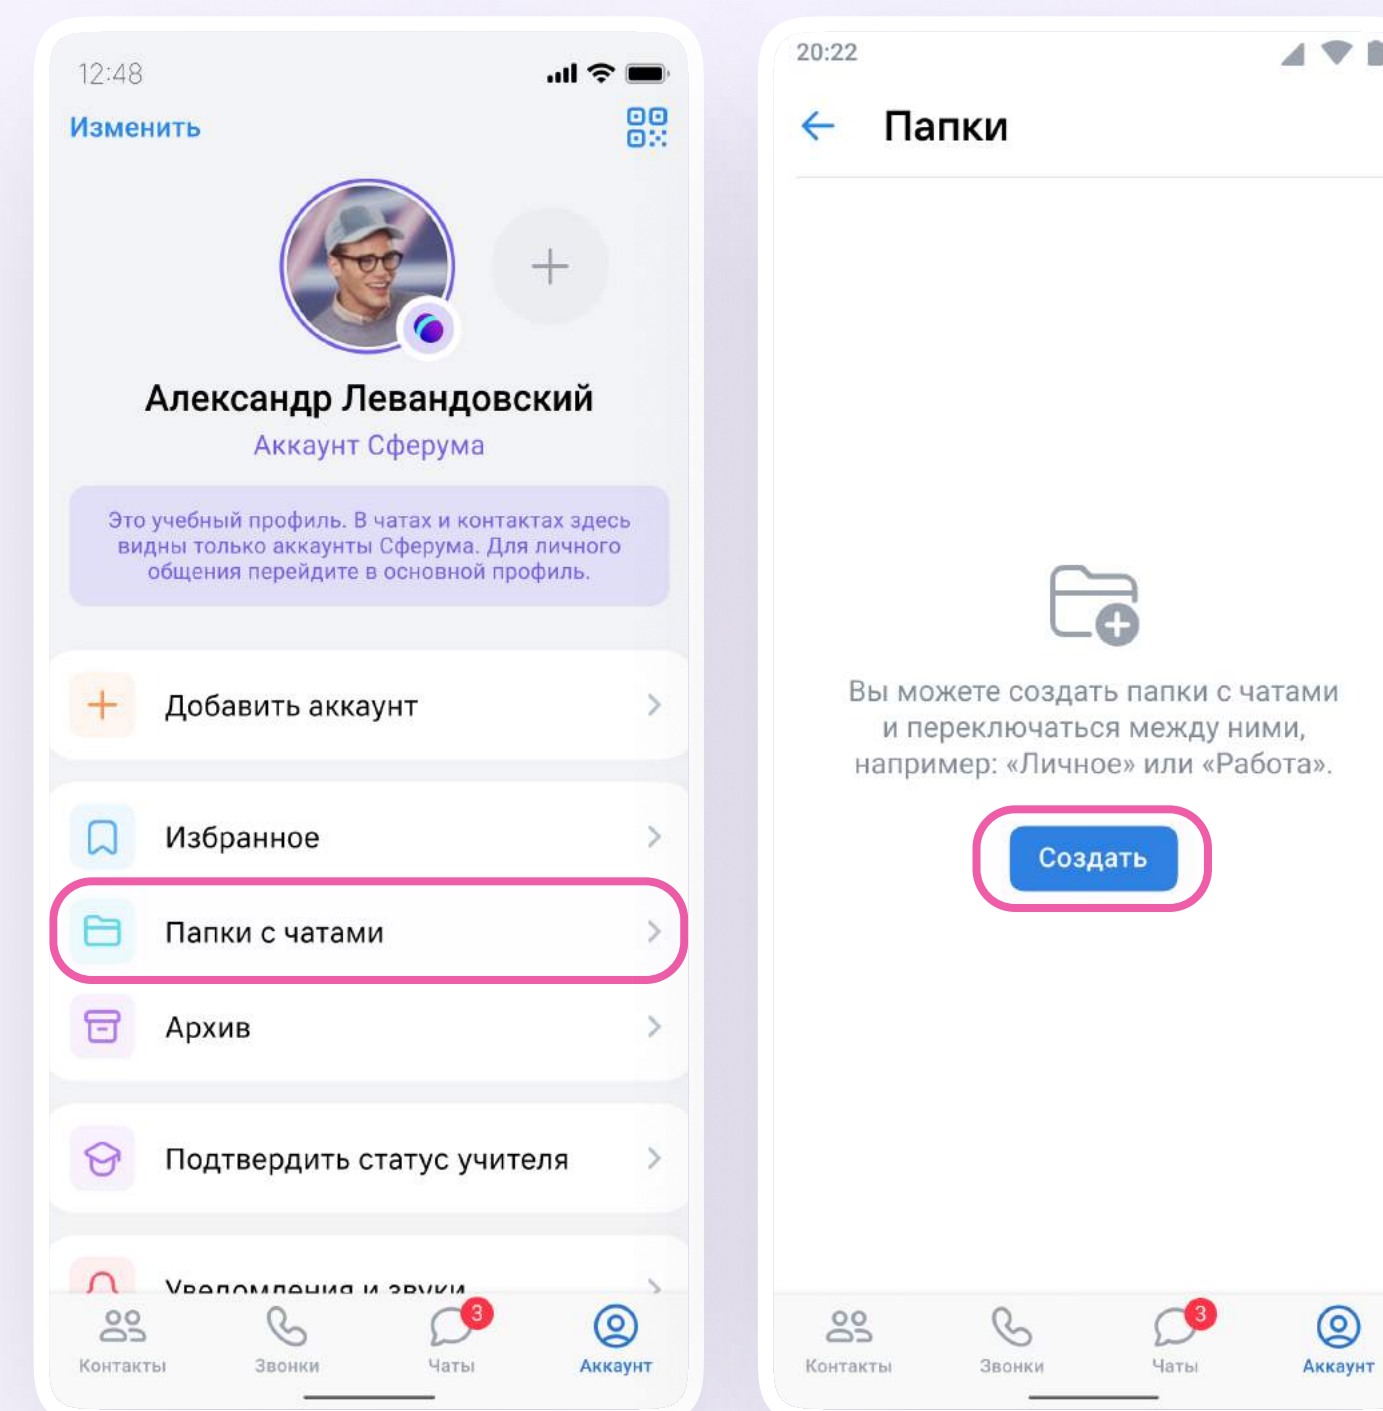 12:48
Изменить
Александр Левандовский
Аккаунт Сферума
Это учебный профиль. В чатах и контактах здесь
видны только аккаунты Сферума. Для личного
общения перейдите в основной профиль.
Добавить аккаунт
Избранное
Папки с чатами
Архив
Подтвердить статус учителя
Уведомления и звуки
3
Контакты
Звонки
Чаты
Аккаунт
20:22
Папки
Вы можете создать папки с чатами
и переключаться между ними,
например: «Личное» или «Работа».
Создать
3
Контакты
Звонки
Чаты
Аккаунт